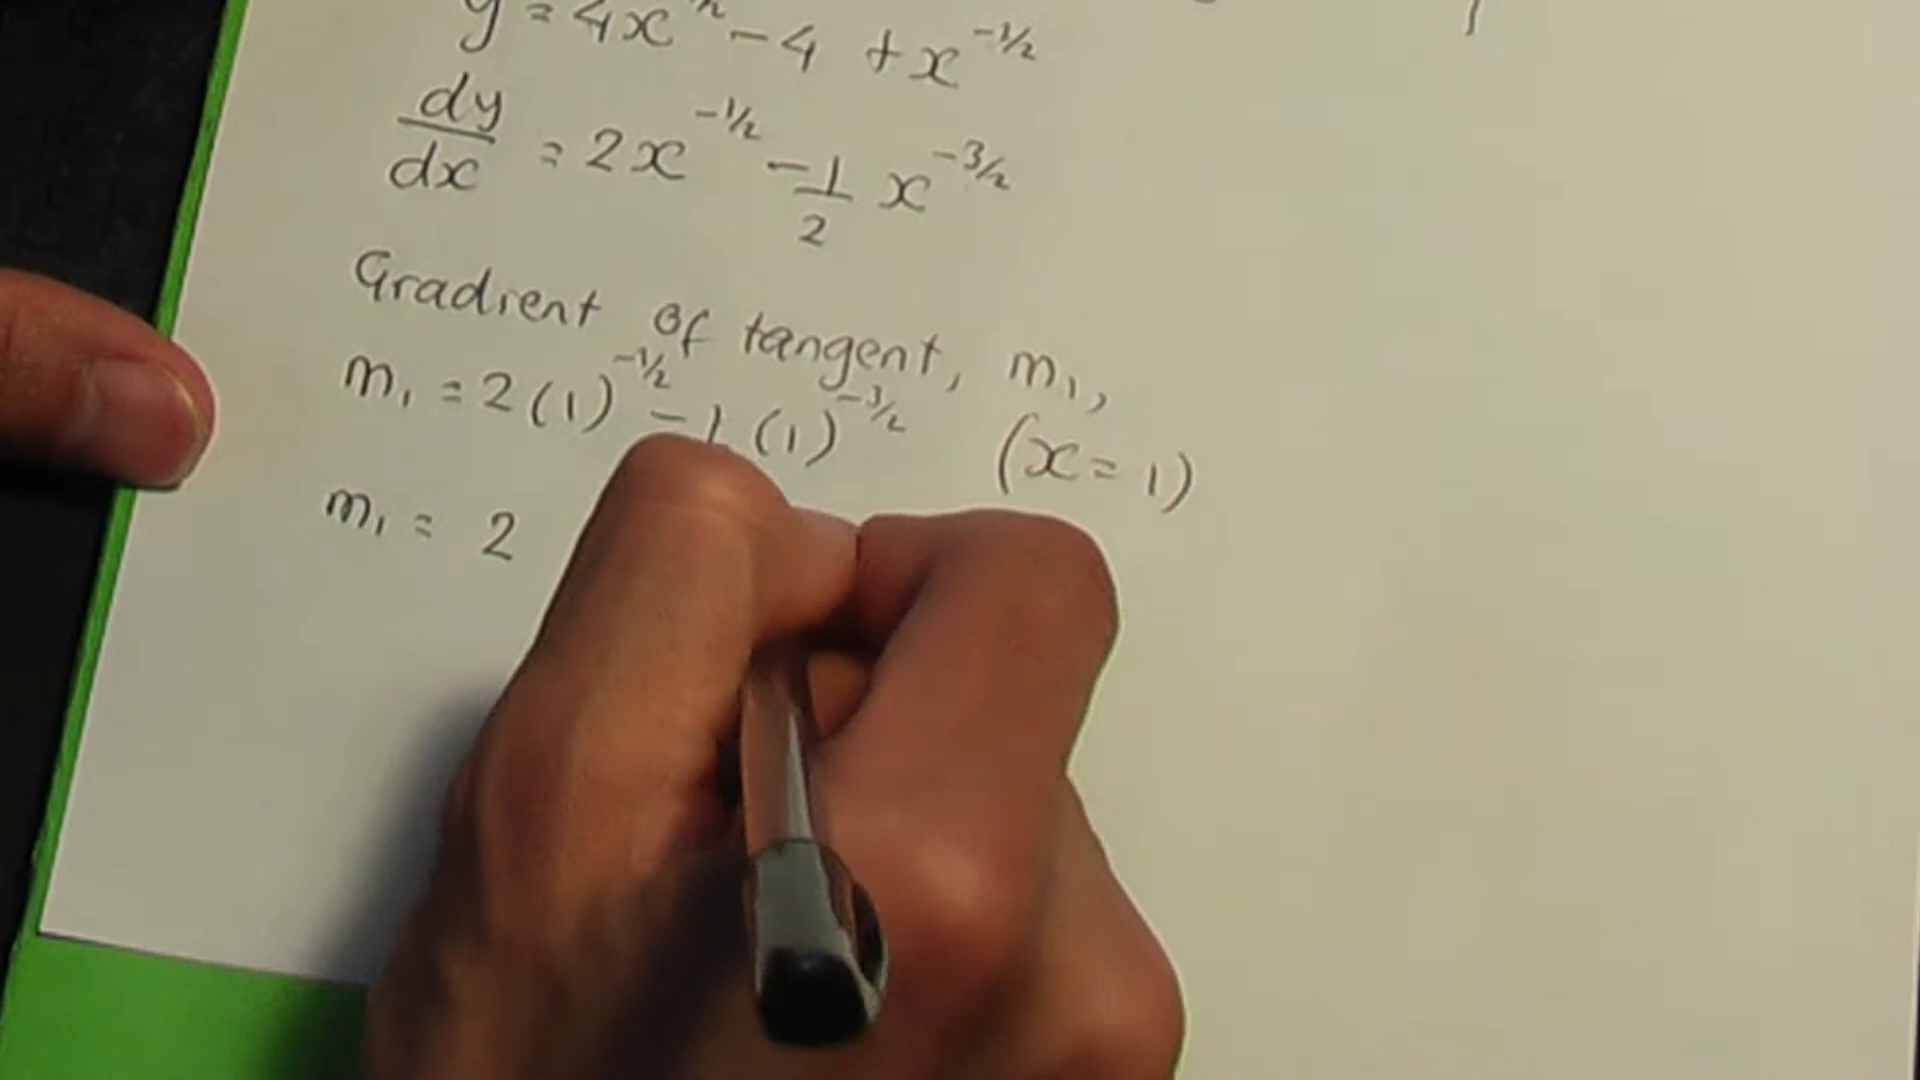 y = 4x - 4 + x^{-1/2}
dy/dx = 2x^{-1/2} - 1/2 x^{-3/2}
Gradient of tangent, m₁,
m₁ = 2(1)^{-1/2} - 1 (1)^{-3/2} (x = 1)
m₁ = 2